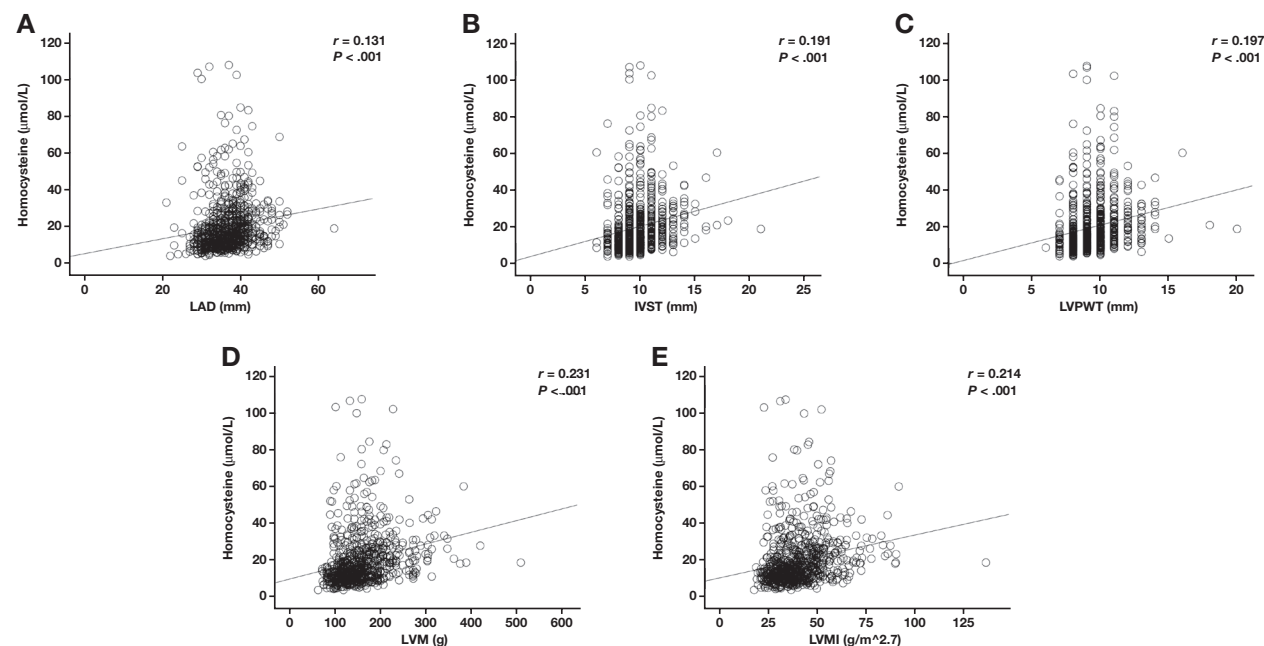 A
r = 0.131
P < .001
Homocysteine (μmol/L)
120
100
80
60
40
20
0
0 20 40 60
LAD (mm)
B
r = 0.191
P < .001
Homocysteine (μmol/L)
120
100
80
60
40
20
0
0 5 10 15 20 25
IVST (mm)
C
r = 0.197
P < .001
Homocysteine (μmol/L)
120
100
80
60
40
20
0
0 5 10 15 20
LVPWT (mm)
D
r = 0.231
P <..001
Homocysteine (μmol/L)
120
100
80
60
40
20
0
0 100 200 300 400 500 600
LVM (g)
E
r = 0.214
P < .001
Homocysteine (μmol/L)
120
100
80
60
40
20
0
0 25 50 75 100 125
LVMI (g/m^2.7)